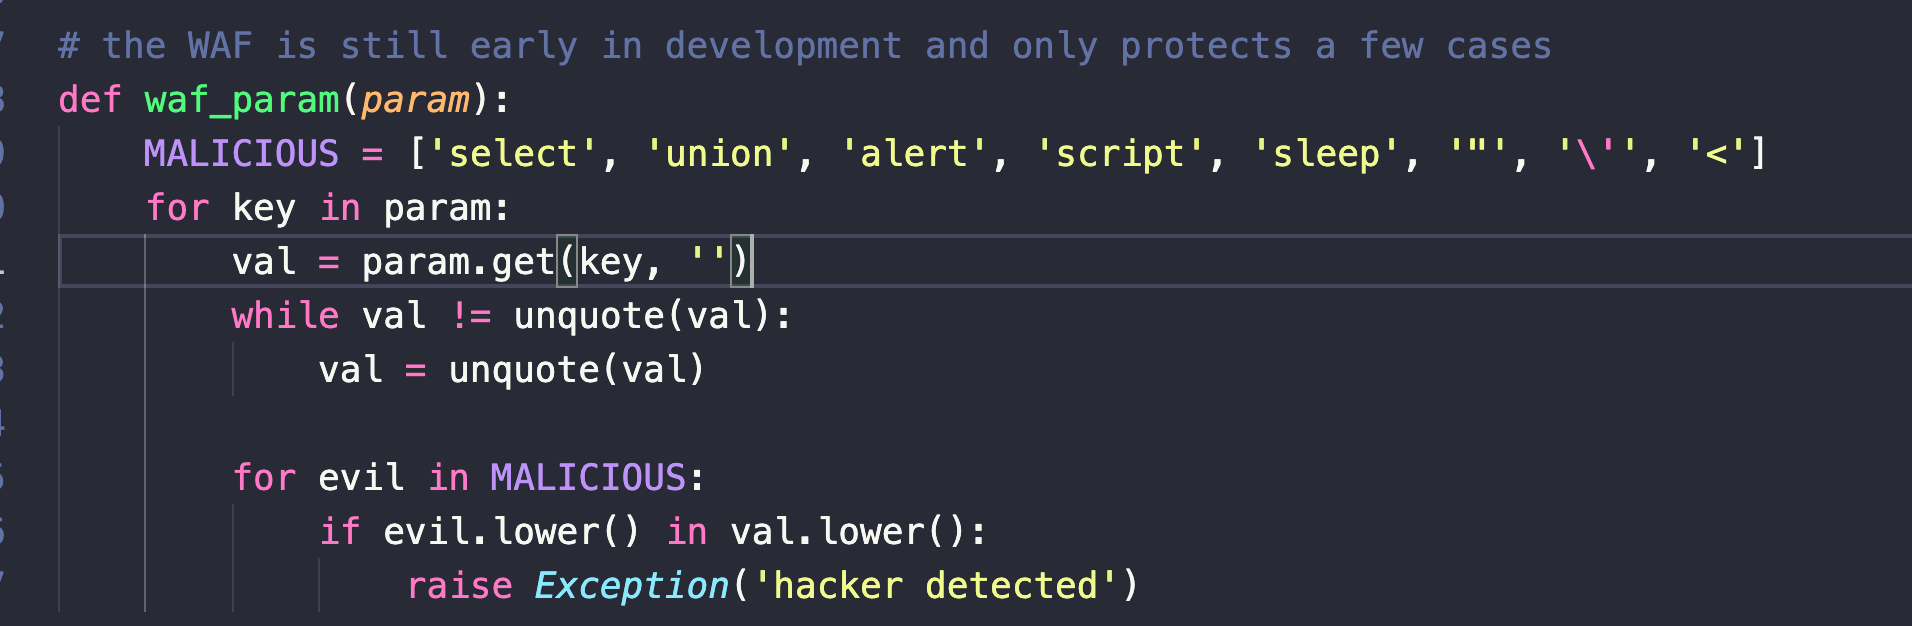 # the WAF is still early in development and only protects a few cases
def waf_param(param):
    MALICIOUS = ['select', 'union', 'alert', 'script', 'sleep', '"', '\'', '<']
    for key in param:
        val = param.get(key, '')
        while val != unquote(val):
            val = unquote(val)

        for evil in MALICIOUS:
            if evil.lower() in val.lower():
                raise Exception('hacker detected')